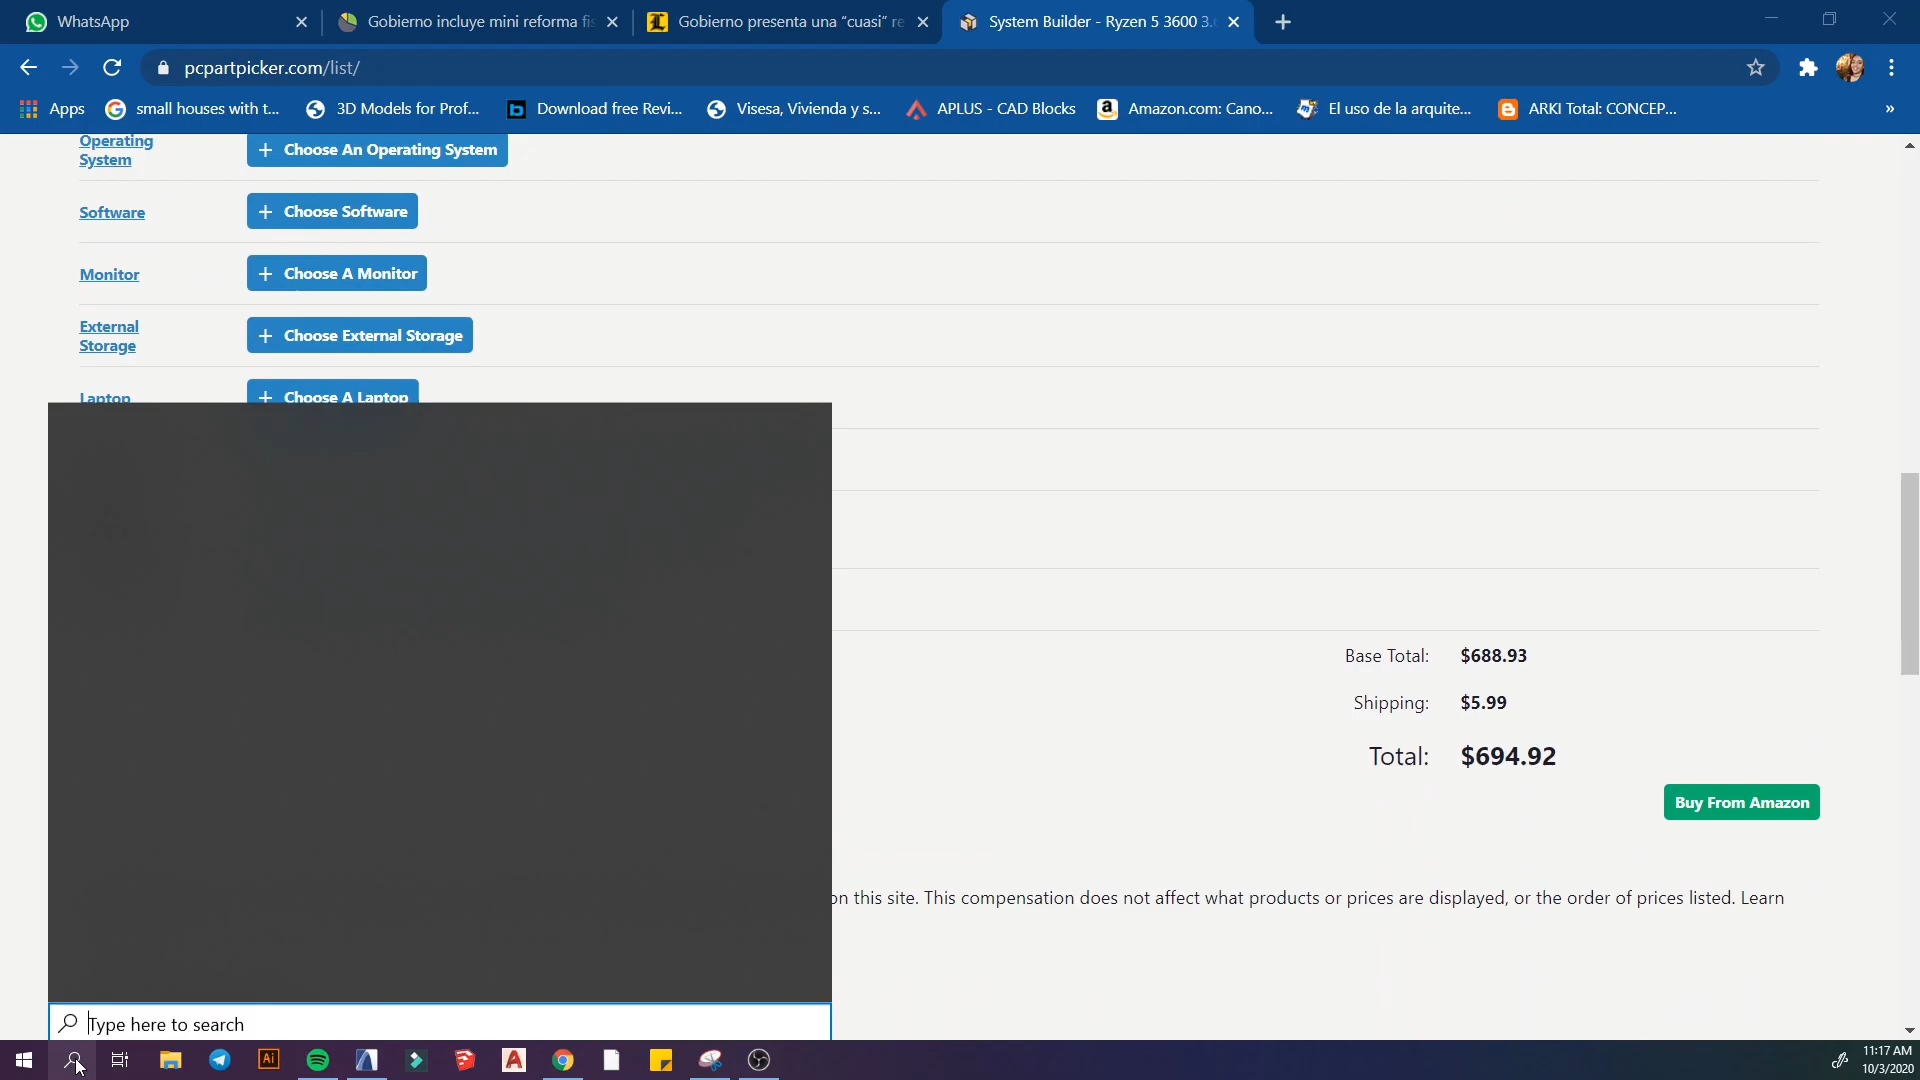 WhatsApp
Gobierno incluye mini reforma fi
Gobierno presenta una “cuasi” re
System Builder - Ryzen 5 3600 3.
pcpartpicker.com/list/
Apps
small houses with t...
3D Models for Prof...
Download free Revi...
Visesa, Vivienda y s...
APLUS - CAD Blocks
Amazon.com: Cano...
El uso de la arquite...
ARKI Total: CONCEP...
»
Operating
System
+ Choose An Operating System
Software
+ Choose Software
Monitor
+ Choose A Monitor
External
Storage
+ Choose External Storage
Laptop
+ Choose A Laptop
Base Total: $688.93
Shipping: $5.99
Total: $694.92
Buy From Amazon
on this site. This compensation does not affect what products or prices are displayed, or the order of prices listed. Learn
Type here to search
Ai
11:17 AM
10/3/2020